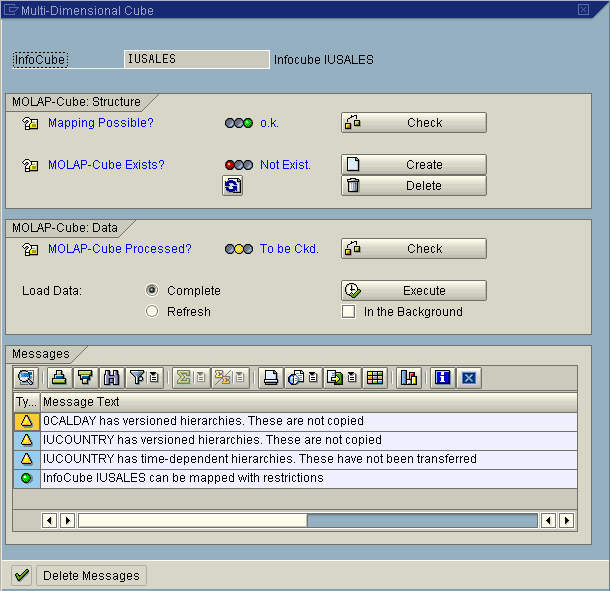 Multi-Dimensional Cube
InfoCube IUSALES Infocube IUSALES
MOLAP-Cube: Structure
Mapping Possible? o.k. Check
MOLAP-Cube Exists? Not Exist. Create
Delete
MOLAP-Cube: Data
MOLAP-Cube Processed? To be Ckd. Check
Load Data: Complete Execute
Refresh In the Background
Messages
Ty... Message Text
0CALDAY has versioned hierarchies. These are not copied
IUCOUNTRY has versioned hierarchies. These are not copied
IUCOUNTRY has time-dependent hierarchies. These have not been transferred
InfoCube IUSALES can be mapped with restrictions
Delete Messages